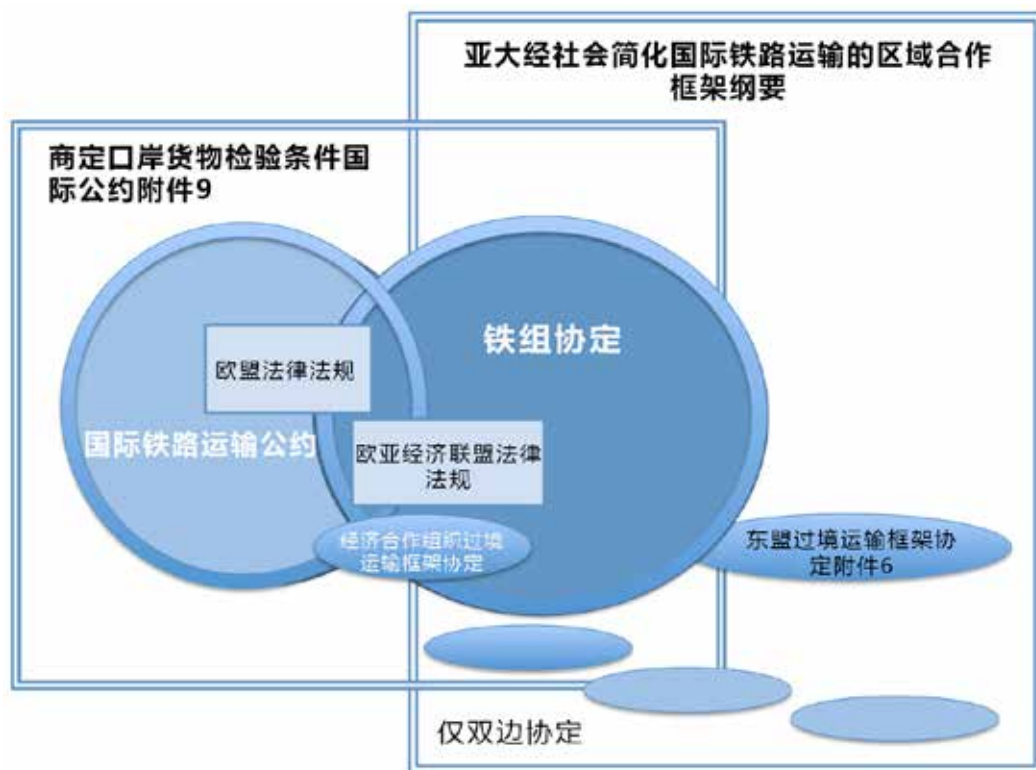 亚大经社会简化国际铁路运输的区域合作
框架纲要
商定口岸货物检验条件国
际公约附件9
铁组协定
欧盟法律法规
国际铁路运输公约
欧亚经济联盟法律
法规
经济合作组织过境
运输框架协定
东盟过境运输框架协
定附件6
仅双边协定